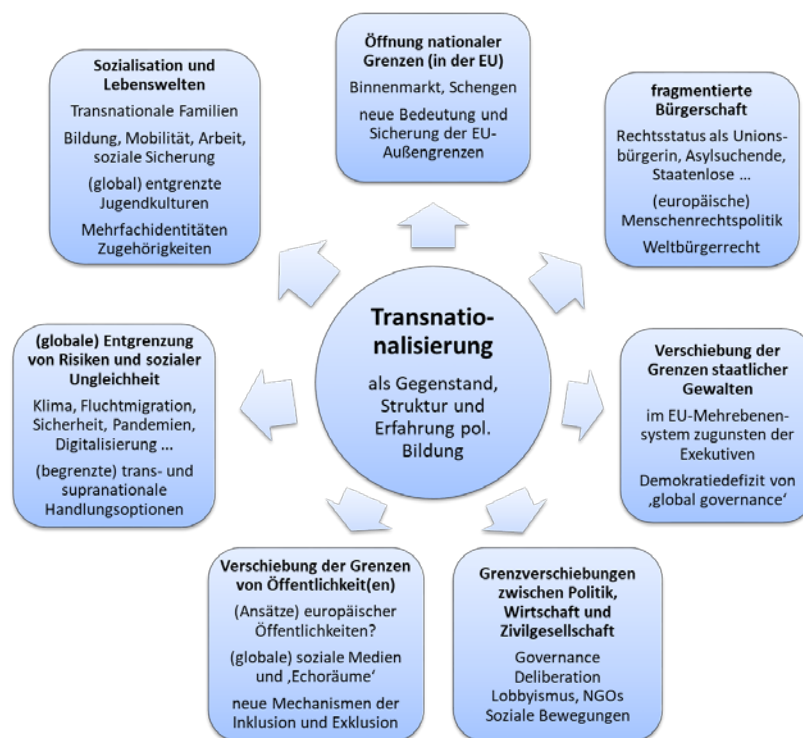 Öffnung nationaler
Grenzen (in der EU)
Binnenmarkt, Schengen
neue Bedeutung und
Sicherung der EU-
Außengrenzen
fragmentierte
Bürgerschaft
Rechtsstatus als Unions-
bürgerin, Asylsuchende,
Staatenlose ...
(europäische)
Menschenrechtspolitik
Weltbürgerrecht
Verschiebung der
Grenzen staatlicher
Gewalten
im EU-Mehrebenen-
system zugunsten der
Exekutiven
Demokratiedefizit von
‚global governance‘
Grenzverschiebungen
zwischen Politik,
Wirtschaft und
Zivilgesellschaft
Governance
Deliberation
Lobbyismus, NGOs
Soziale Bewegungen
Verschiebung der Grenzen
von Öffentlichkeit(en)
(Ansätze) europäischer
Öffentlichkeiten?
(globale) soziale Medien
und ‚Echoräume‘
neue Mechanismen der
Inklusion und Exklusion
(globale) Entgrenzung
von Risiken und sozialer
Ungleichheit
Klima, Fluchtmigration,
Sicherheit, Pandemien,
Digitalisierung ...
(begrenzte) trans- und
supranationale
Handlungsoptionen
Sozialisation und
Lebenswelten
Transnationale Familien
Bildung, Mobilität, Arbeit,
soziale Sicherung
(global) entgrenzte
Jugendkulturen
Mehrfachidentitäten
Zugehörigkeiten
Transnatio-
nalisierung
als Gegenstand,
Struktur und
Erfahrung pol.
Bildung